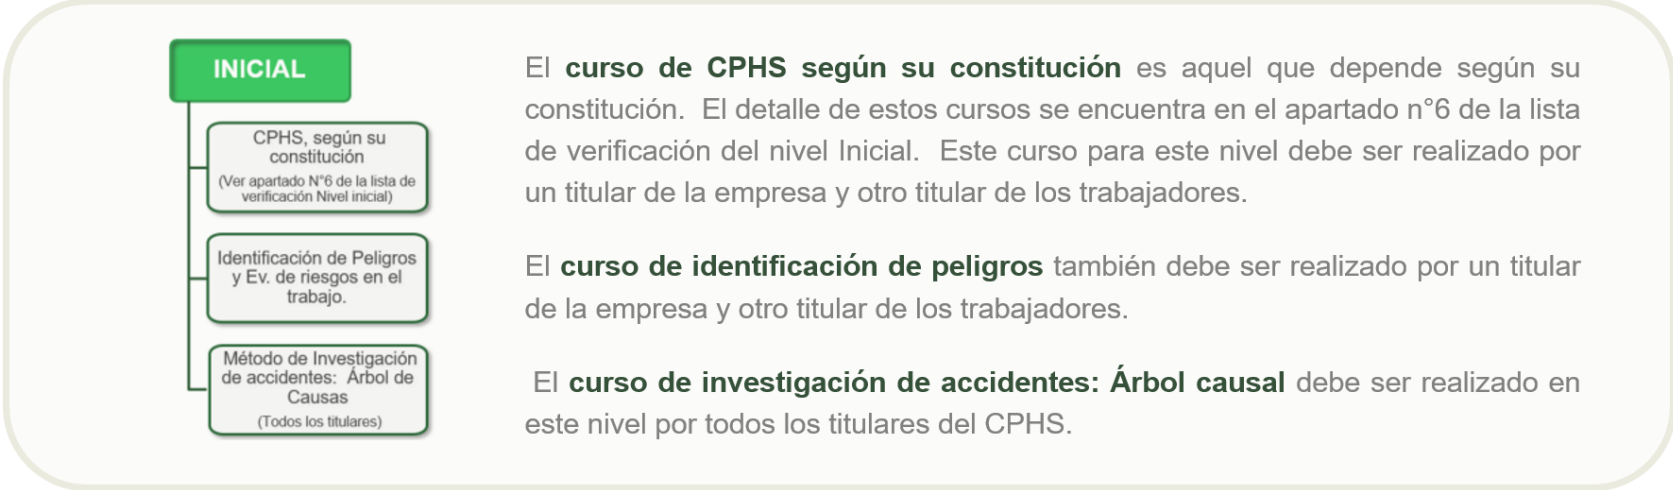 INICIAL
CPHS, según su
constitución
(Ver apartado N°6 de la lista de
verificación Nivel inicial)
Identificación de Peligros
y Ev. de riesgos en el
trabajo.
Método de Investigación
de accidentes: Árbol de
Causas
(Todos los titulares)
El curso de CPHS según su constitución es aquel que depende según su
constitución. El detalle de estos cursos se encuentra en el apartado n°6 de la lista
de verificación del nivel Inicial. Este curso para este nivel debe ser realizado por
un titular de la empresa y otro titular de los trabajadores.
El curso de identificación de peligros también debe ser realizado por un titular
de la empresa y otro titular de los trabajadores.
El curso de investigación de accidentes: Árbol causal debe ser realizado en
este nivel por todos los titulares del CPHS.